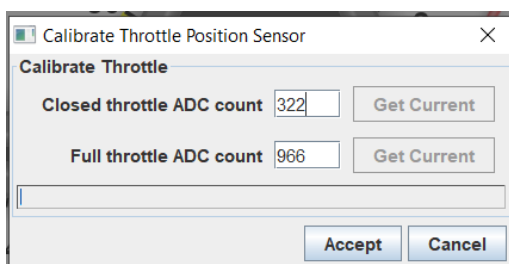 Calibrate Throttle Position Sensor
Calibrate Throttle
Closed throttle ADC count 322 Get Current
Full throttle ADC count 966 Get Current
Accept Cancel